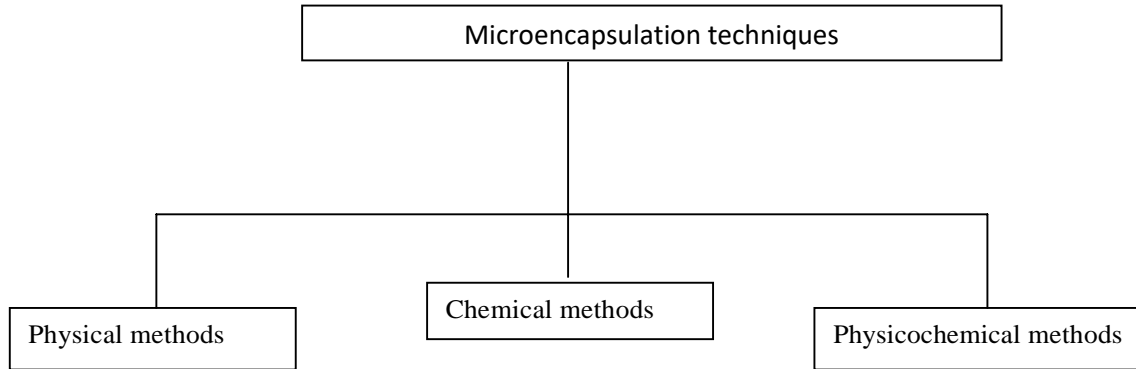 Microencapsulation techniques
Chemical methods
Physical methods
Physicochemical methods